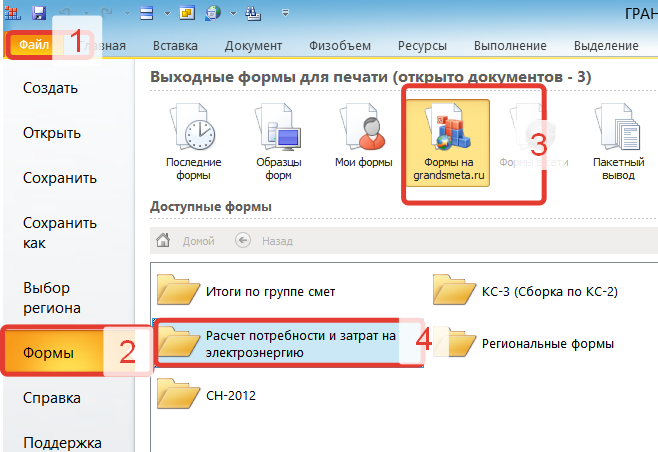 ГРАН
1
Файл
Главная Вставка Документ Физобъем Ресурсы Выполнение Выделение
Создать
Открыть
Сохранить
Сохранить
как
Выбор
региона
Формы
2
Справка
Поддержка
Выходные формы для печати (открыто документов - 3)
Последние
формы
Образцы
форм
Мои формы
Формы на
grandsmeta.ru
3
Формы в сети
Пакетный
вывод
Доступные формы
Домой Назад
Итоги по группе смет
КС-3 (Сборка по КС-2)
Расчет потребности и затрат на
электроэнергию
4
Региональные формы
СН-2012